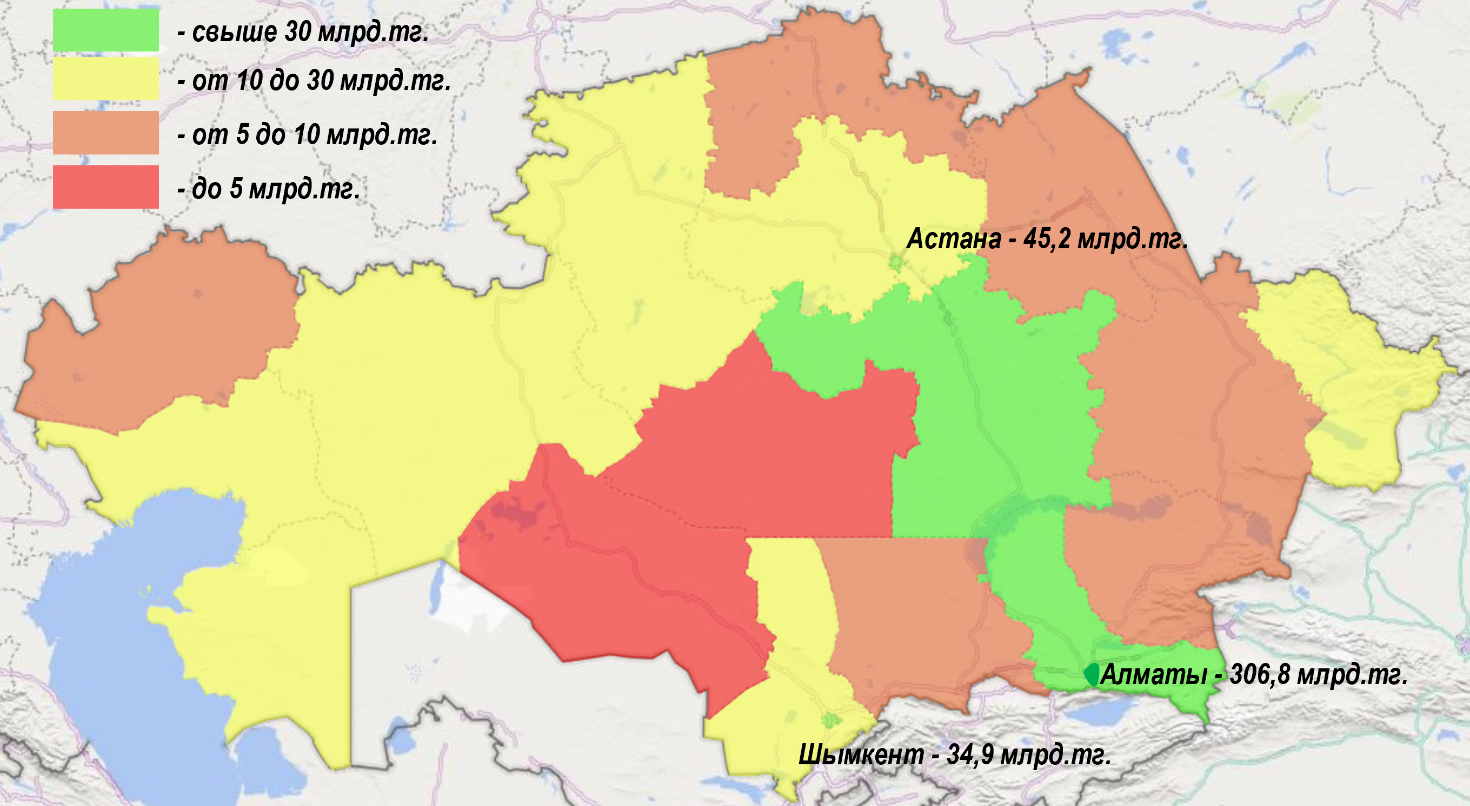 - свыше 30 млрд.тг.
- от 10 до 30 млрд.тг.
- от 5 до 10 млрд.тг.
- до 5 млрд.тг.
Астана - 45,2 млрд.тг.
Алматы - 306,8 млрд.тг.
Шымкент - 34,9 млрд.тг.